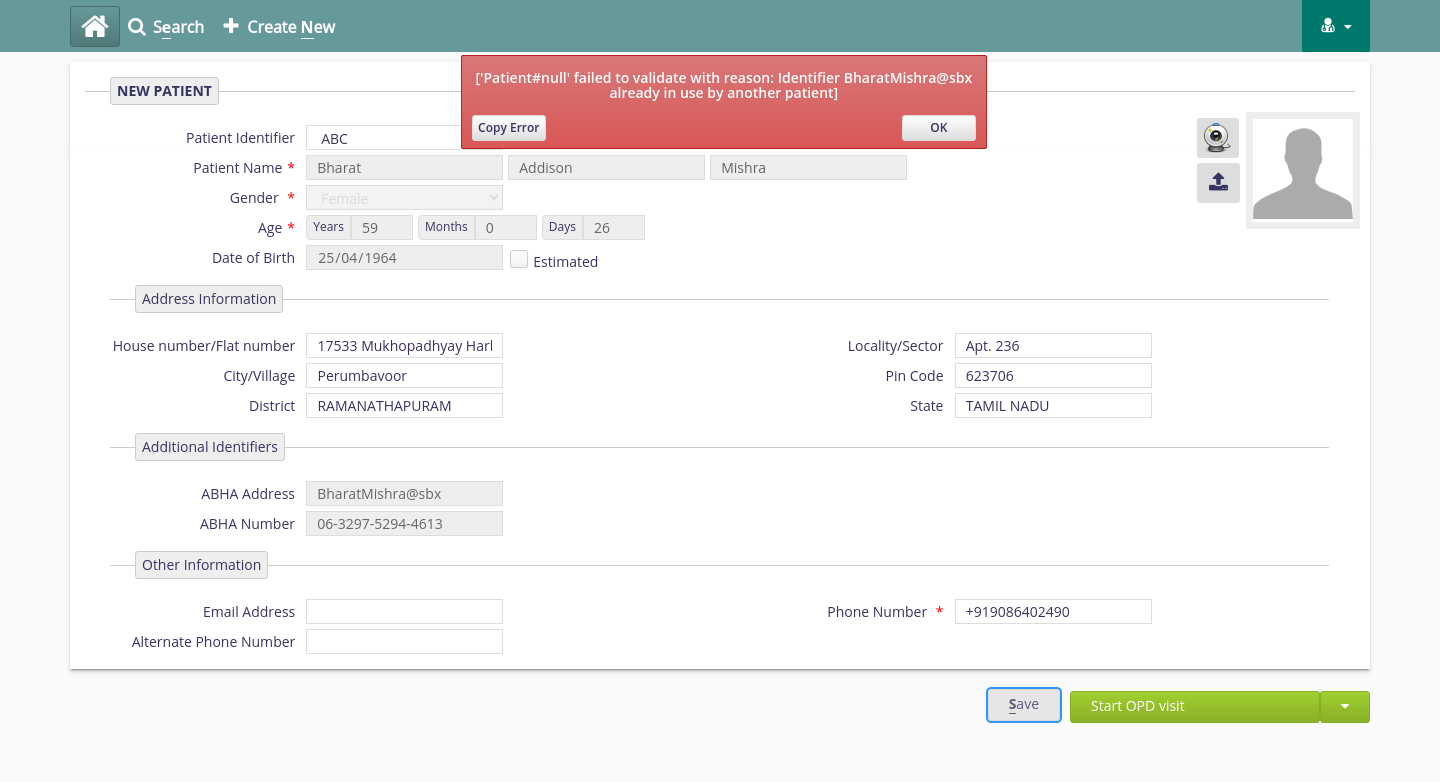 Search Create New
['Patient#null' failed to validate with reason: Identifier BharatMishra@sbx
already in use by another patient]
Copy Error OK
NEW PATIENT
Patient Identifier ABC
Patient Name * Bharat Addison Mishra
Gender * Female
Age * Years 59 Months 0 Days 26
Date of Birth 25/04/1964 Estimated
Address Information
House number/Flat number 17533 Mukhopadhyay Harl Locality/Sector Apt. 236
City/Village Perumbavoor Pin Code 623706
District RAMANATHAPURAM State TAMIL NADU
Additional Identifiers
ABHA Address BharatMishra@sbx
ABHA Number 06-3297-5294-4613
Other Information
Email Address Phone Number * +919086402490
Alternate Phone Number
Save Start OPD visit